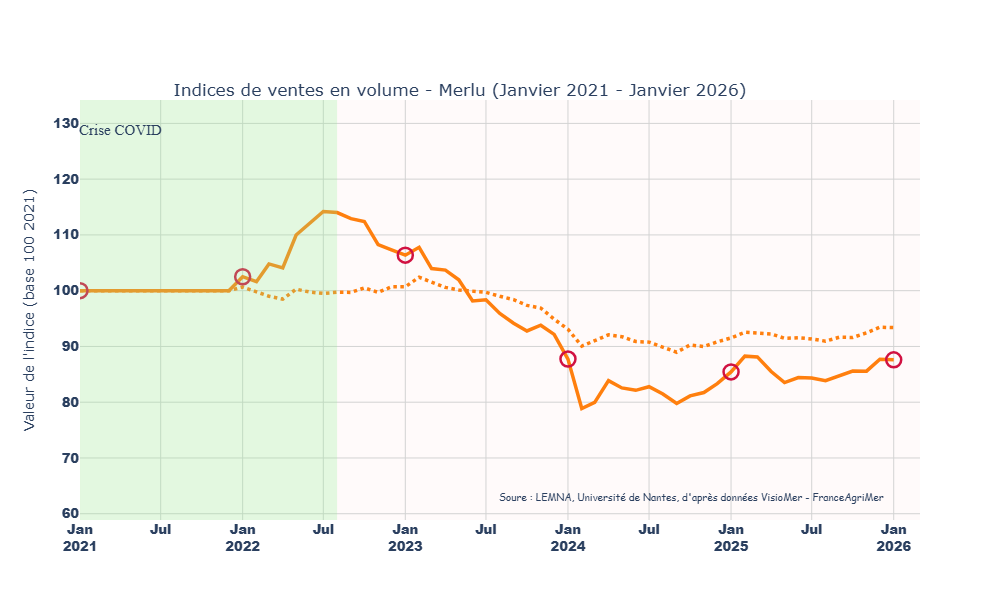 Indices de ventes en volume - Merlu (Janvier 2021 - Janvier 2026)
Valeur de l'indice (base 100 2021)
130
Crise COVID
120
110
100
90
80
70
60
Soure : LEMNA, Université de Nantes, d'après données VisioMer - FranceAgriMer
Jan Jul Jan Jul Jan Jul Jan Jul Jan Jul Jan
2021 2022 2023 2024 2025 2026